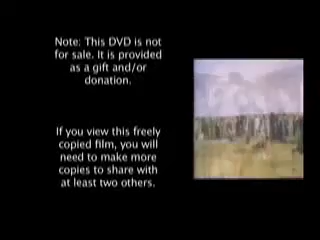 Note: This DVD is not
for sale. It is provided
as a gift and/or
donation.
If you view this freely
copied film, you will
need to make more
copies to share with
at least two others.